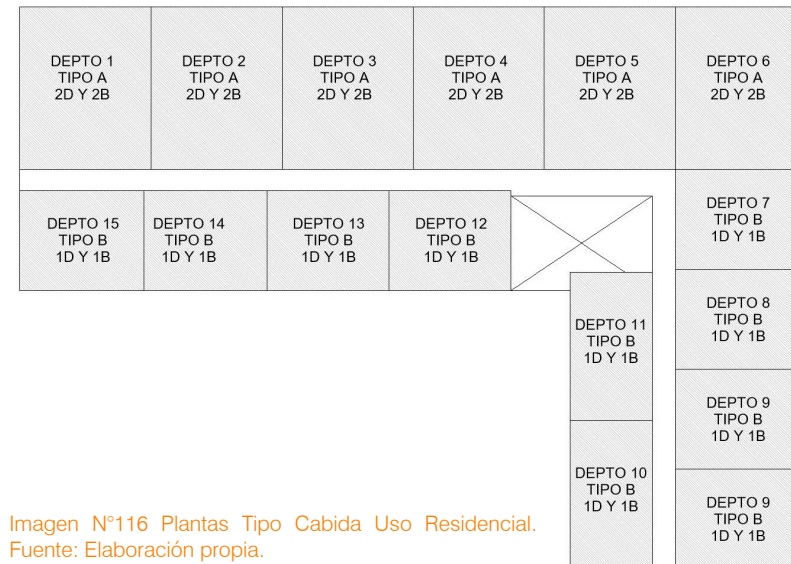 DEPTO 1
TIPO A
2D Y 2B
DEPTO 2
TIPO A
2D Y 2B
DEPTO 3
TIPO A
2D Y 2B
DEPTO 4
TIPO A
2D Y 2B
DEPTO 5
TIPO A
2D Y 2B
DEPTO 6
TIPO A
2D Y 2B
DEPTO 15
TIPO B
1D Y 1B
DEPTO 14
TIPO B
1D Y 1B
DEPTO 13
TIPO B
1D Y 1B
DEPTO 12
TIPO B
1D Y 1B
DEPTO 7
TIPO B
1D Y 1B
DEPTO 8
TIPO B
1D Y 1B
DEPTO 11
TIPO B
1D Y 1B
DEPTO 9
TIPO B
1D Y 1B
DEPTO 10
TIPO B
1D Y 1B
DEPTO 9
TIPO B
1D Y 1B
Imagen N°116 Plantas Tipo Cabida Uso Residencial.
Fuente: Elaboración propia.